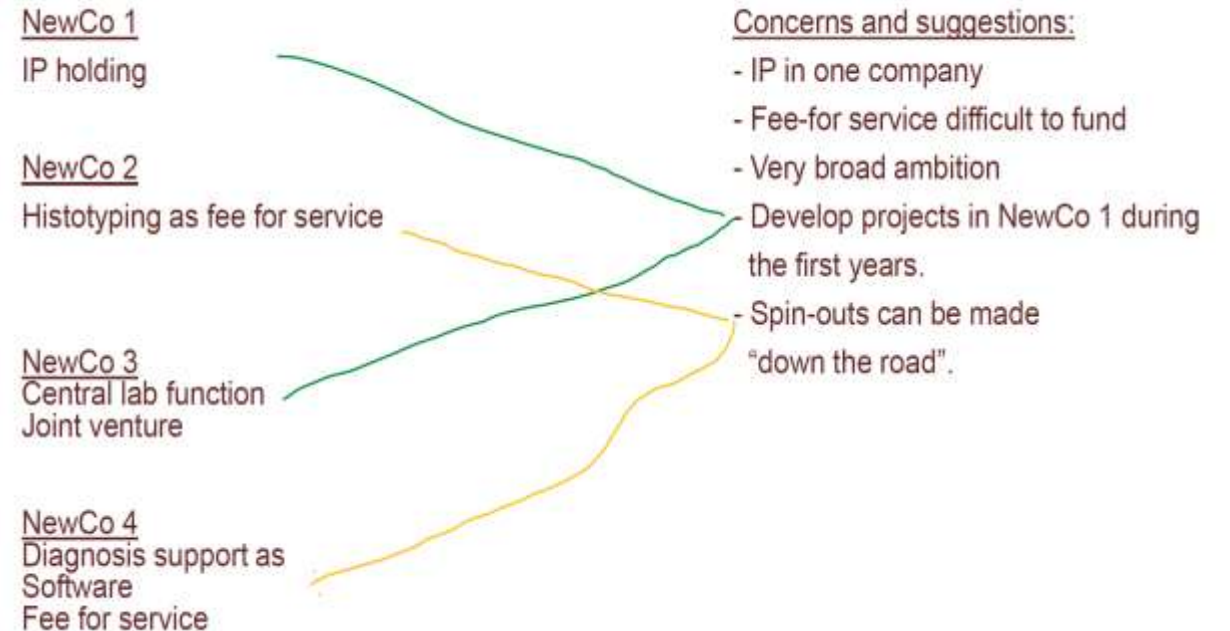 NewCo 1
IP holding
NewCo 2
Histotyping as fee for service
NewCo 3
Central lab function
Joint venture
NewCo 4
Diagnosis support as
Software
Fee for service
Concerns and suggestions:
- IP in one company
- Fee-for service difficult to fund
- Very broad ambition
- Develop projects in NewCo 1 during
the first years.
- Spin-outs can be made
“down the road”.